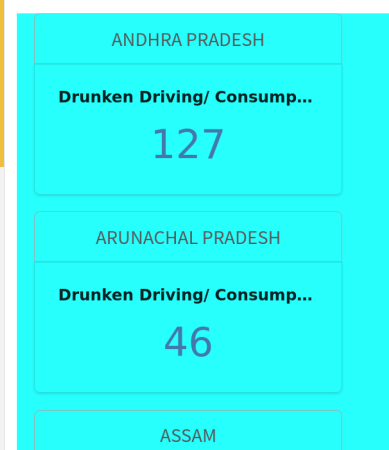 ANDHRA PRADESH
Drunken Driving/ Consump...
127
ARUNACHAL PRADESH
Drunken Driving/ Consump...
46
ASSAM